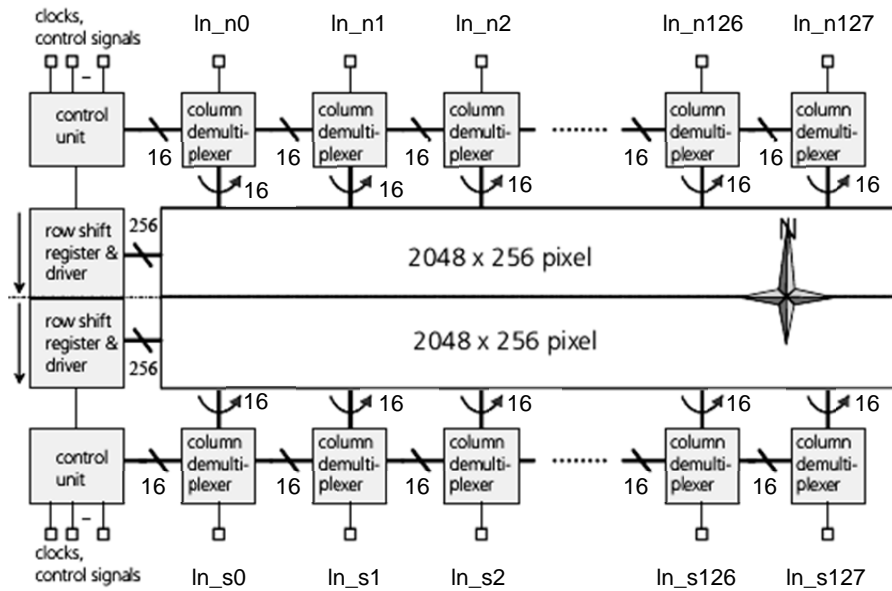 clocks,
control signals
In_n0
In_n1
In_n2
In_n126
In_n127
control
unit
column
demulti-
plexer
column
demulti-
plexer
column
demulti-
plexer
column
demulti-
plexer
column
demulti-
plexer
16
16
16
16
16
16
16
16
16
16
row shift
register &
driver
256
2048 x 256 pixel
N
row shift
register &
driver
256
2048 x 256 pixel
16
16
16
16
16
control
unit
column
demulti-
plexer
column
demulti-
plexer
column
demulti-
plexer
column
demulti-
plexer
column
demulti-
plexer
16
16
16
16
16
clocks,
control signals
In_s0
In_s1
In_s2
In_s126
In_s127